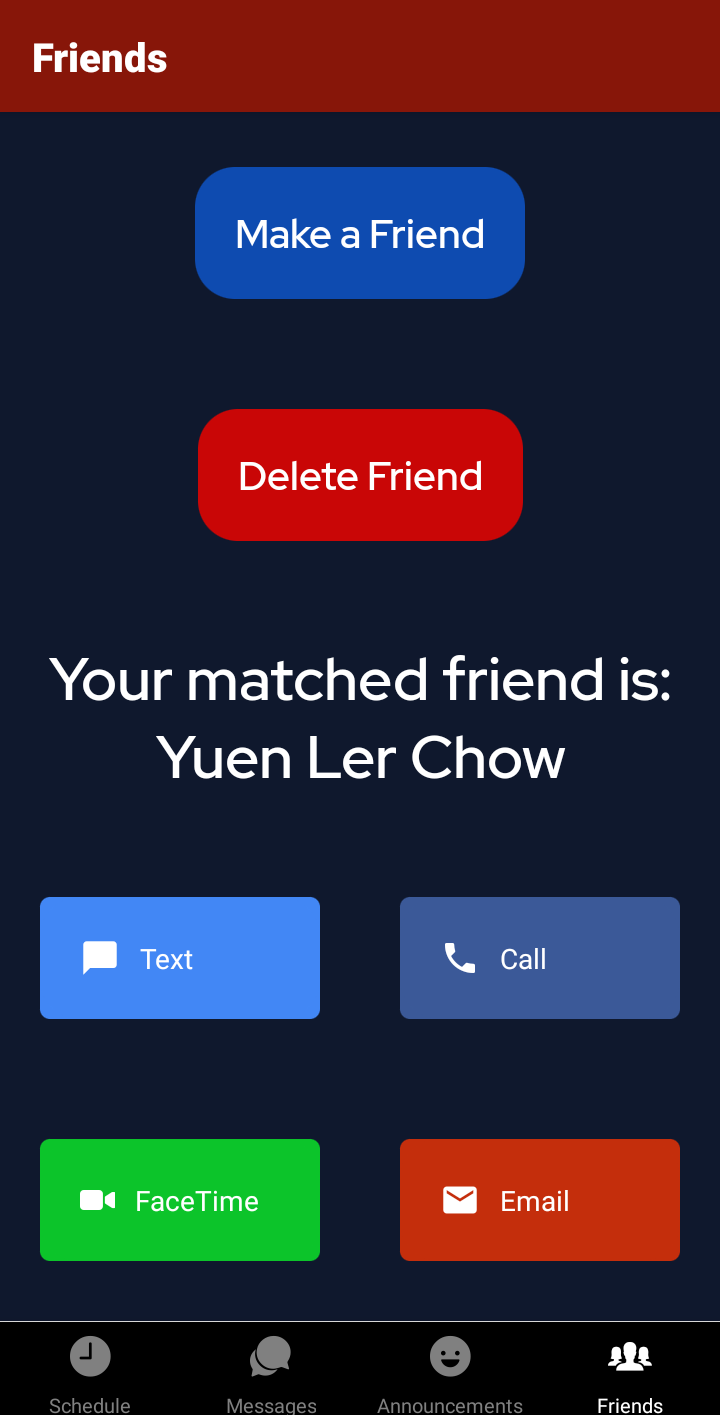 Friends
Make a Friend
Delete Friend
Your matched friend is:
Yuen Ler Chow
Text
Call
FaceTime
Email
Schedule
Messages
Announcements
Friends